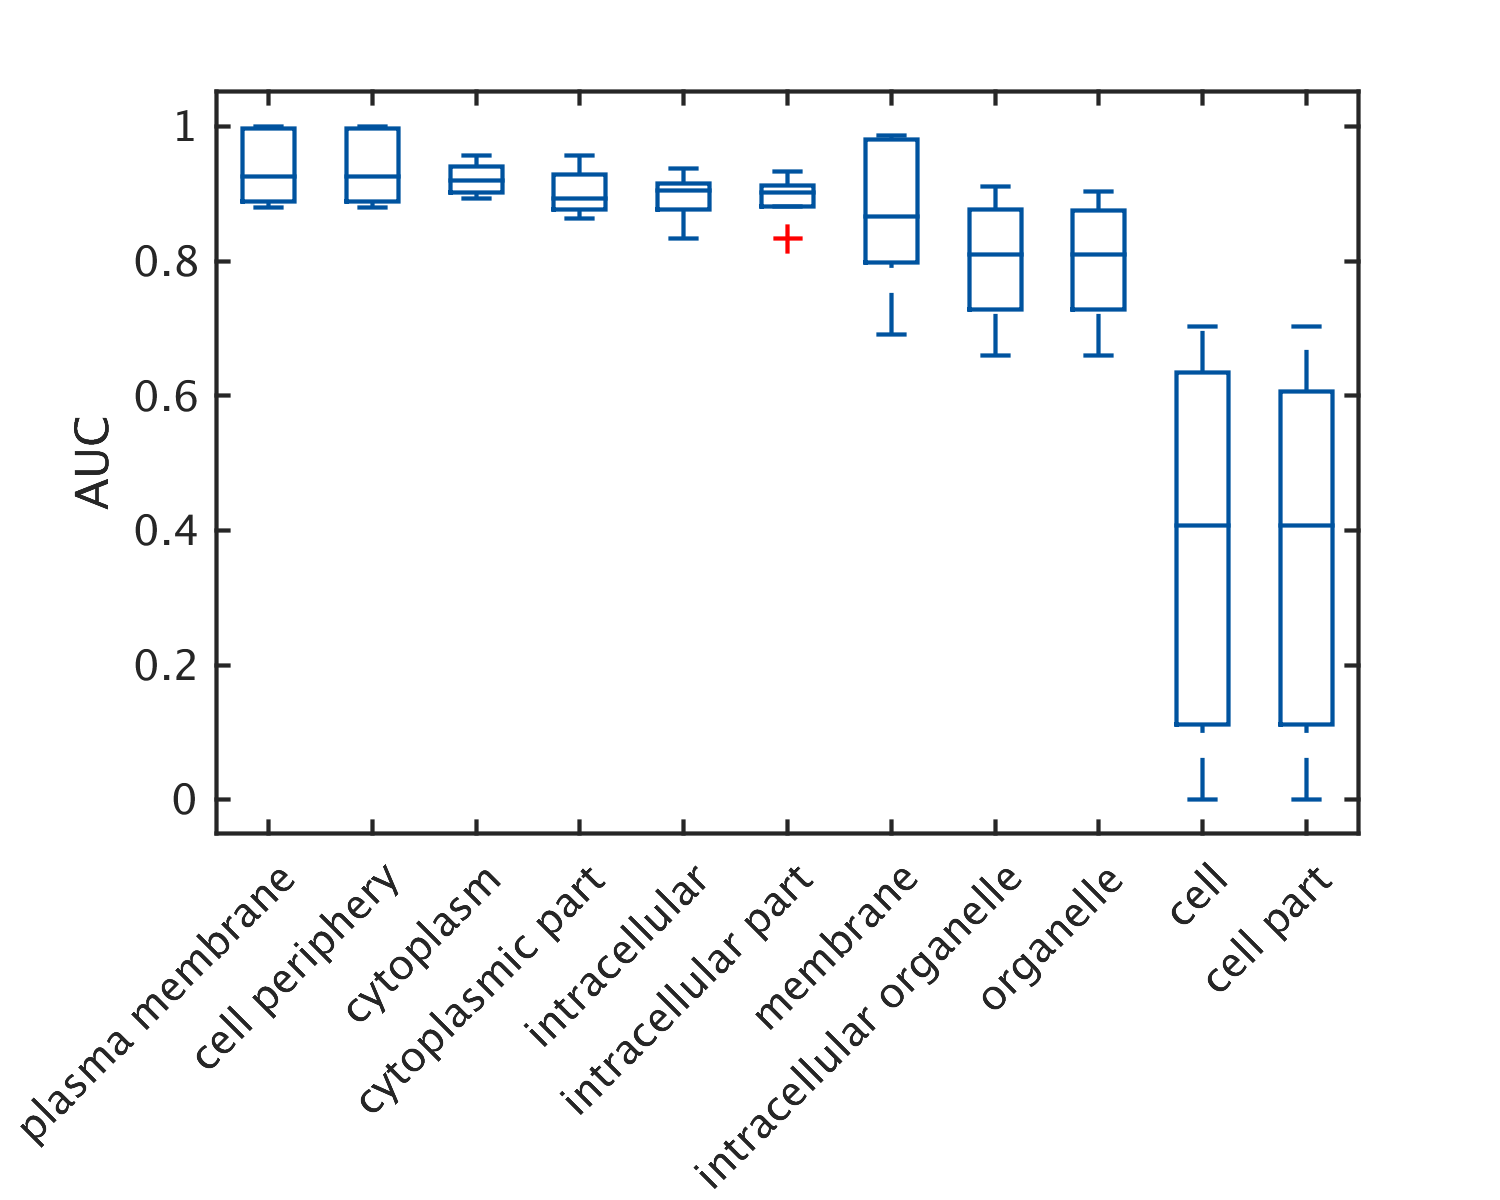 1
0.8
0.6
0.4
0.2
0
AUC
plasma membrane
cell periphery
cytoplasm
cytoplasmic part
intracellular
intracellular part
membrane
intracellular organelle
organelle
cell
cell part